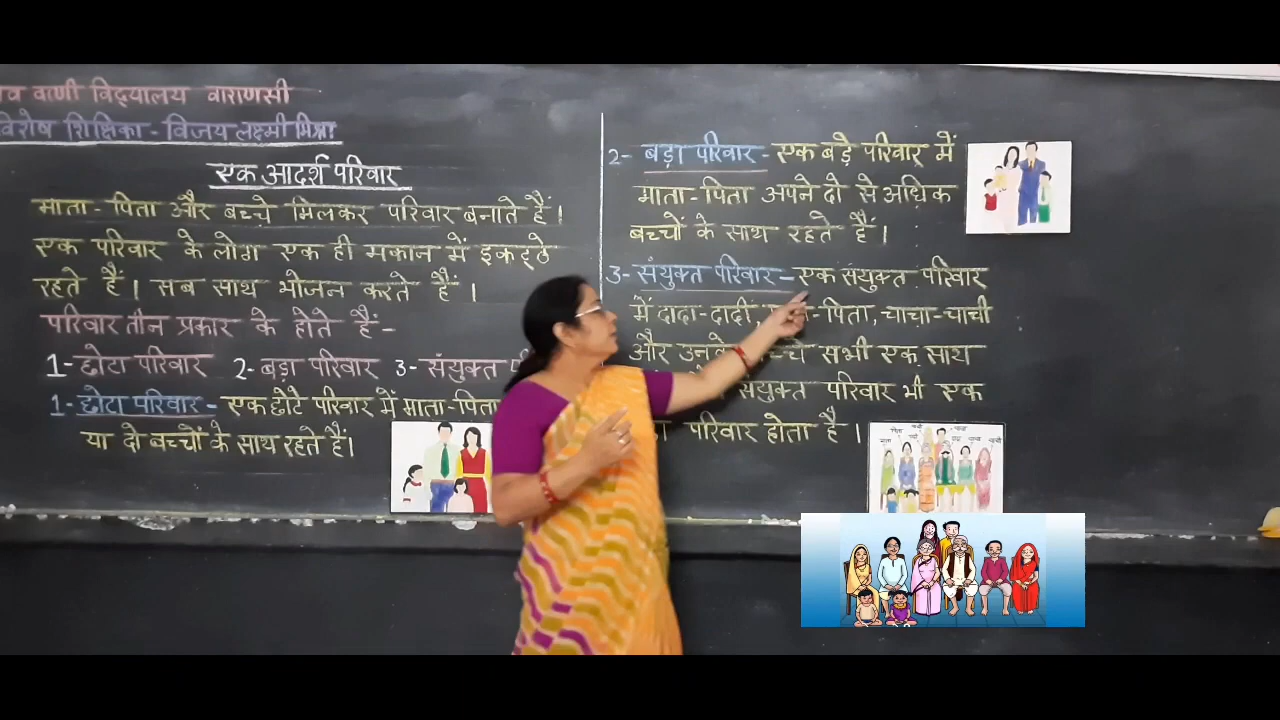 वाणी विद्यालय वाराणसी
विशेष शिक्षिका - विजय लक्ष्मी मिश्रा
एक आदर्श परिवार
माता - पिता और बच्चे मिलकर परिवार बनाते हैं।
एक परिवार के लोग एक ही मकान में इकट्ठे
रहते हैं। सब साथ भोजन करते हैं ।
परिवार तीन प्रकार के होते हैं -
1- छोटा परिवार 2- बड़ा परिवार 3- संयुक्त
1- छोटा परिवार - एक छोटे परिवार में माता-पिता
या दो बच्चों के साथ रहते हैं।
2- बड़ा परिवार - एक बड़े परिवार में
माता - पिता अपने दो से अधिक
बच्चों के साथ रहते हैं ।
3- संयुक्त परिवार - एक संयुक्त परिवार
में दादा-दादी, -पिता, चाचा-चाची
और उनके सभी एक साथ
संयुक्त परिवार भी एक
परिवार होता है ।